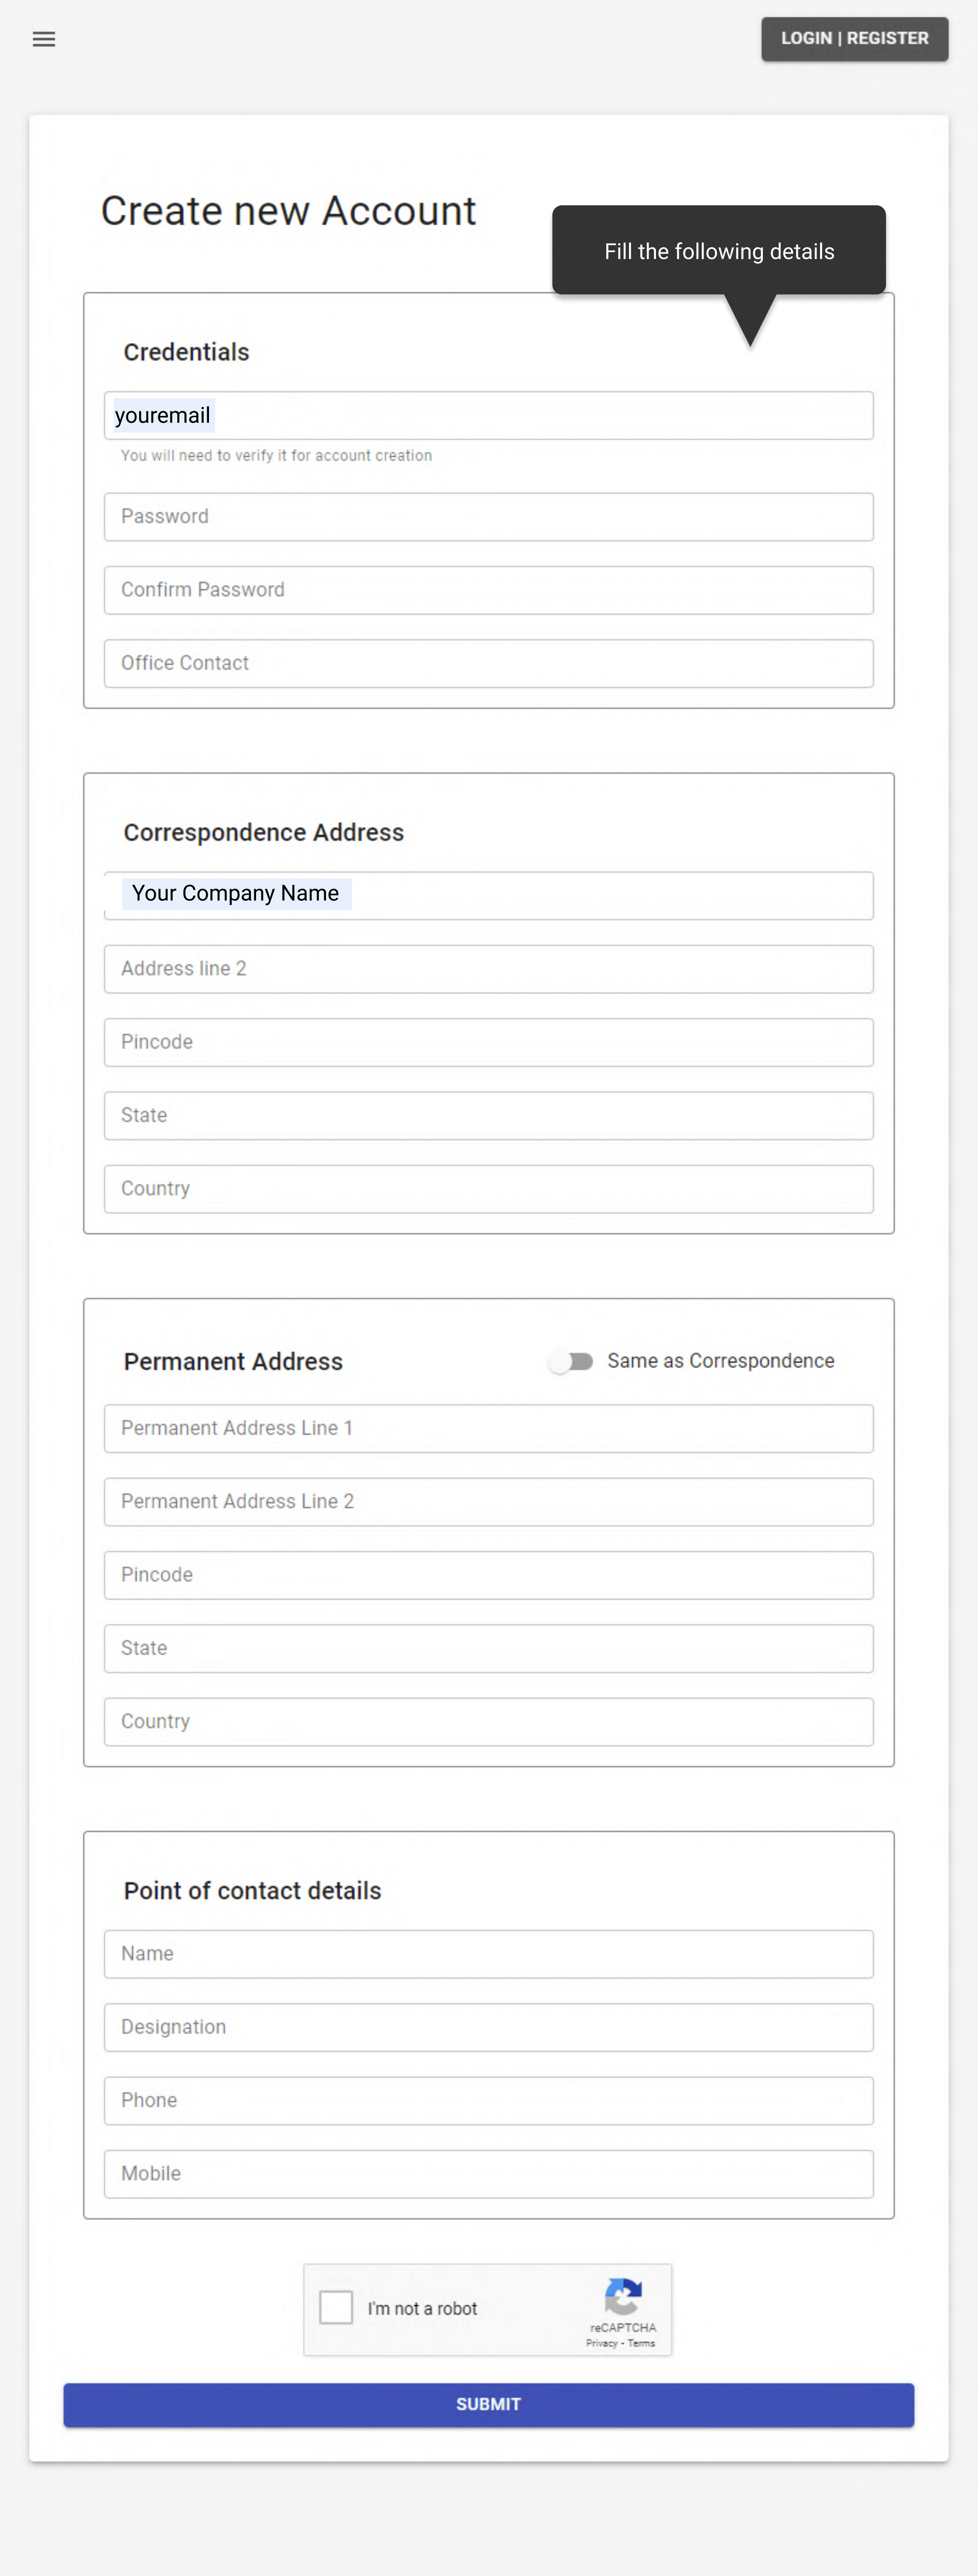 LOGIN | REGISTER
Create new Account
Fill the following details
Credentials
youremail
You will need to verify it for account creation
Password
Confirm Password
Office Contact
Correspondence Address
Your Company Name
Address line 2
Pincode
State
Country
Permanent Address
Same as Correspondence
Permanent Address Line 1
Permanent Address Line 2
Pincode
State
Country
Point of contact details
Name
Designation
Phone
Mobile
I'm not a robot
reCAPTCHA
Privacy - Terms
SUBMIT